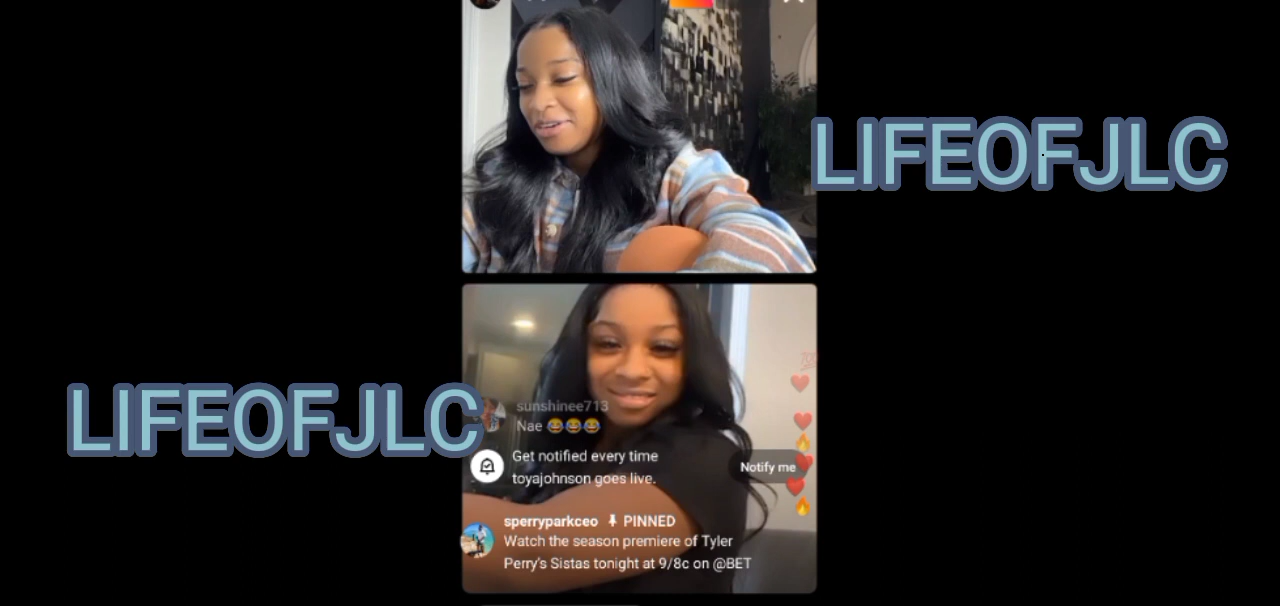 LIFEOFJLC
LIFEOFJLC
sunshinee713
Nae 😂😂😂
Get notified every time
toyajohnson goes live.
Notify me
sperryparkceo PINNED
Watch the season premiere of Tyler
Perry's Sistas tonight at 9/8c on @BET